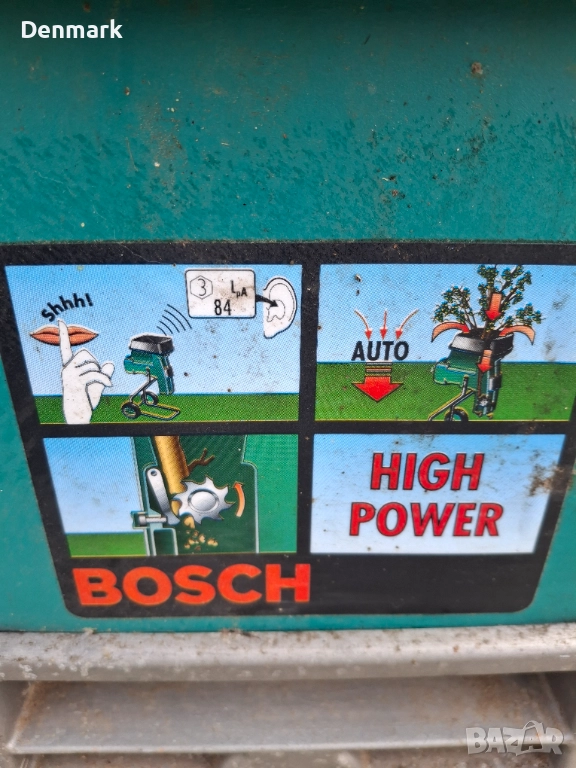 Denmark
Shhh!
3 LpA
84
AUTO
HIGH
POWER
BOSCH
BAZAR